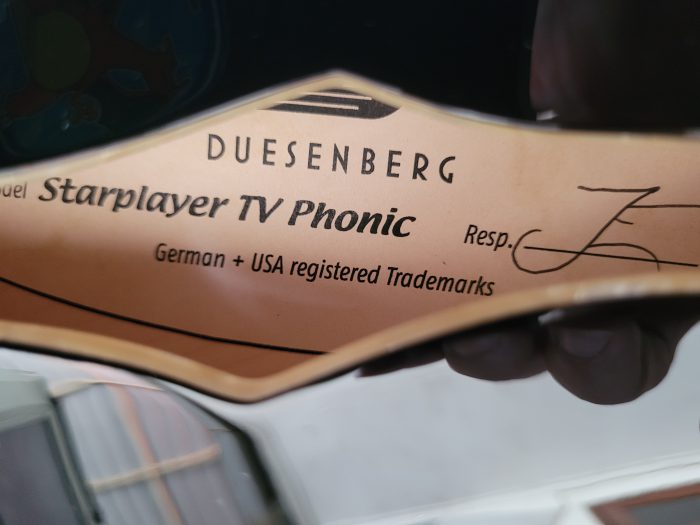 DUESENBERG
Starplayer TV Phonic
Resp.
German + USA registered Trademarks